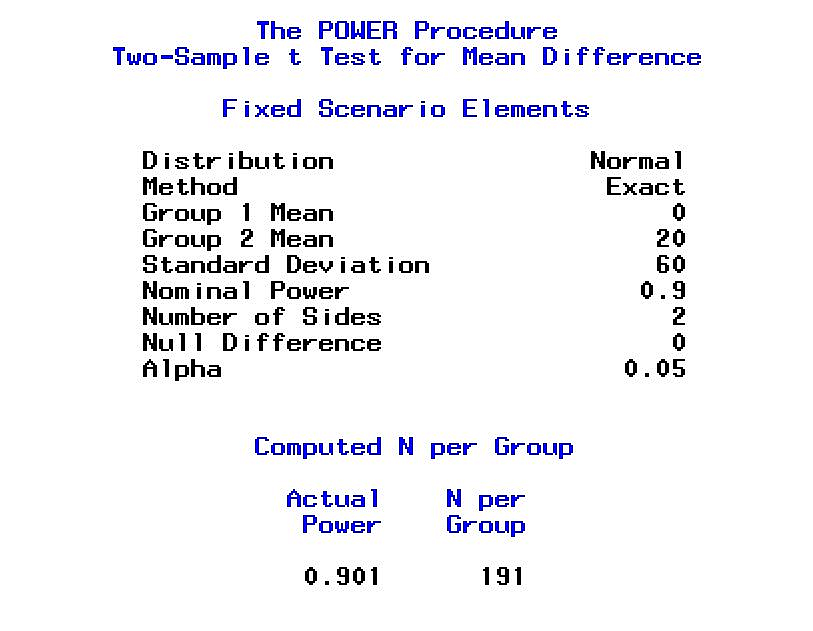 The POWER Procedure
Two-Sample t Test for Mean Difference
Fixed Scenario Elements
Distribution Normal
Method Exact
Group 1 Mean 0
Group 2 Mean 20
Standard Deviation 60
Nominal Power 0.9
Number of Sides 2
Null Difference 0
Alpha 0.05
Computed N per Group
Actual N per
Power Group
0.901 191